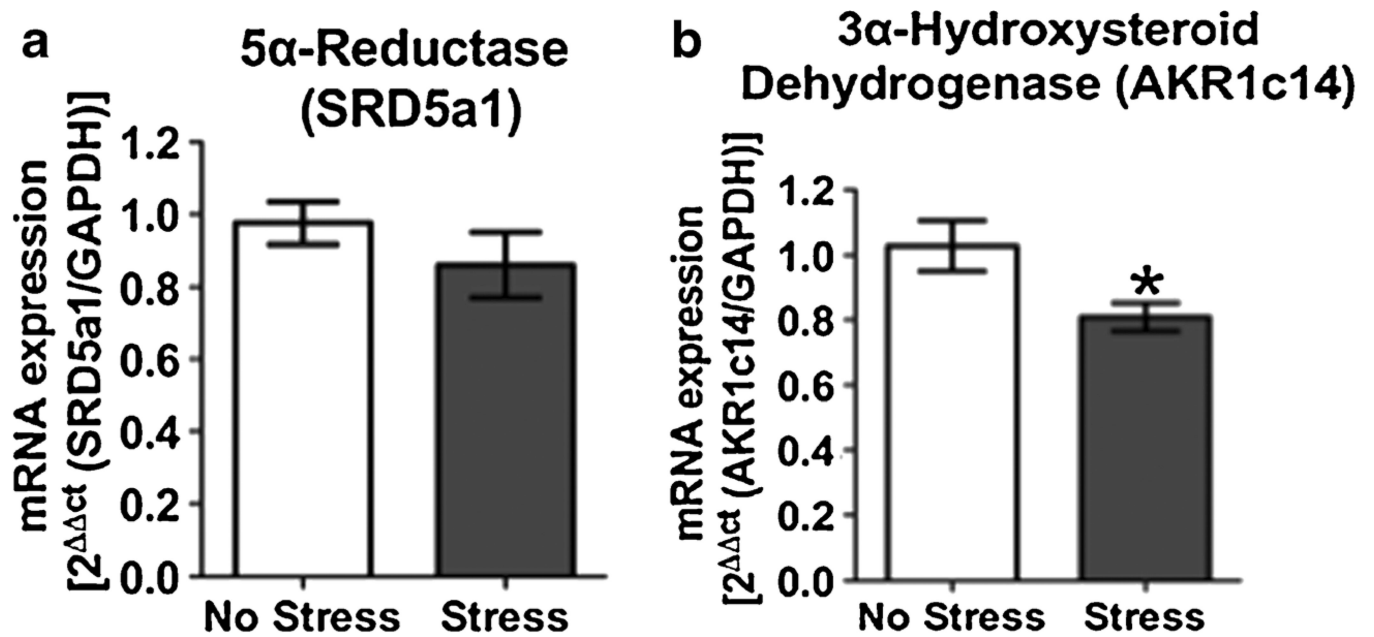 a
5α-Reductase
(SRD5a1)
mRNA expression
[2ΔΔct (SRD5a1/GAPDH)]
1.2
1.0
0.8
0.6
0.4
0.2
0.0
No Stress
Stress
b
3α-Hydroxysteroid
Dehydrogenase (AKR1c14)
mRNA expression
[2ΔΔct (AKR1c14/GAPDH)]
1.2
1.0
0.8
0.6
0.4
0.2
0.0
*
No Stress
Stress